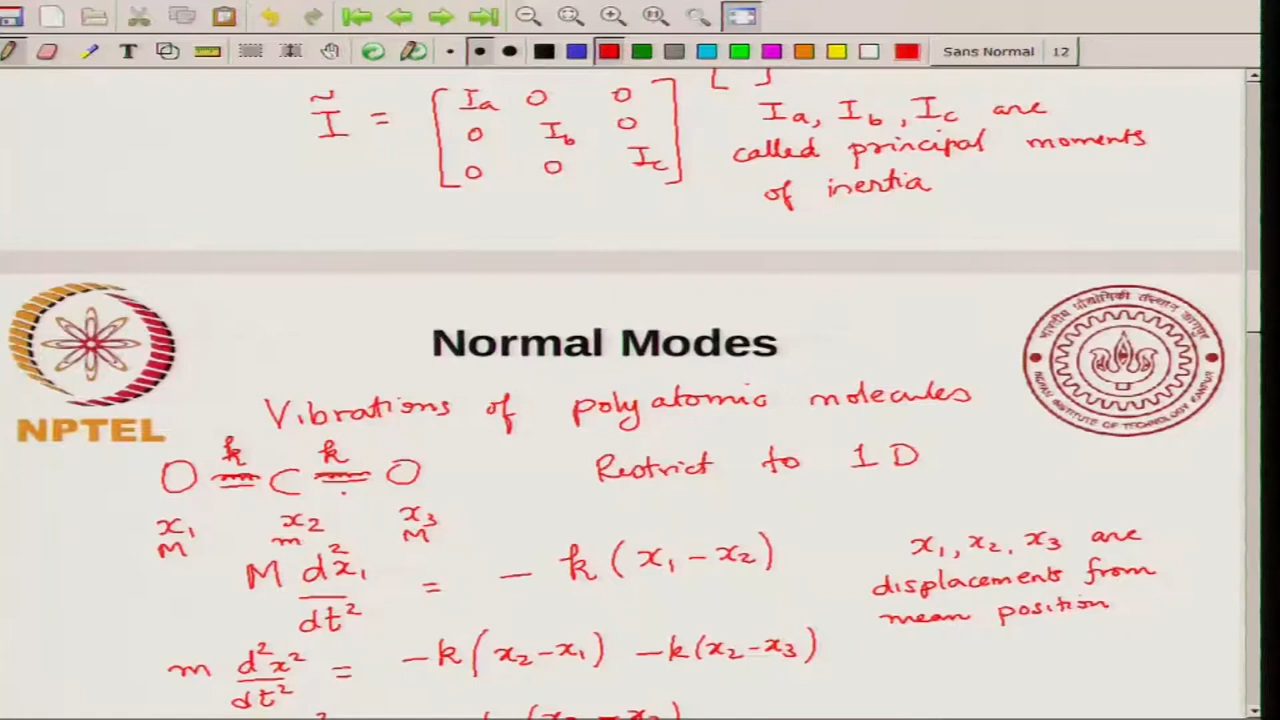 Sans Normal 12
Ĩ = [ Ia 0 0
0 Ib 0
0 0 Ic ]
Ia, Ib, Ic are
called principal moments
of inertia
Normal Modes
NPTEL
Vibrations of polyatomic molecules
k k
O = C = O
Restrict to 1D
x₁ x₂ x₃
M m M
M d²x₁/dt² = - k(x₁-x₂)
x₁, x₂, x₃ are
displacements from
mean position
m d²x²/dt² = -k(x₂-x₁) -k(x₂-x₃)